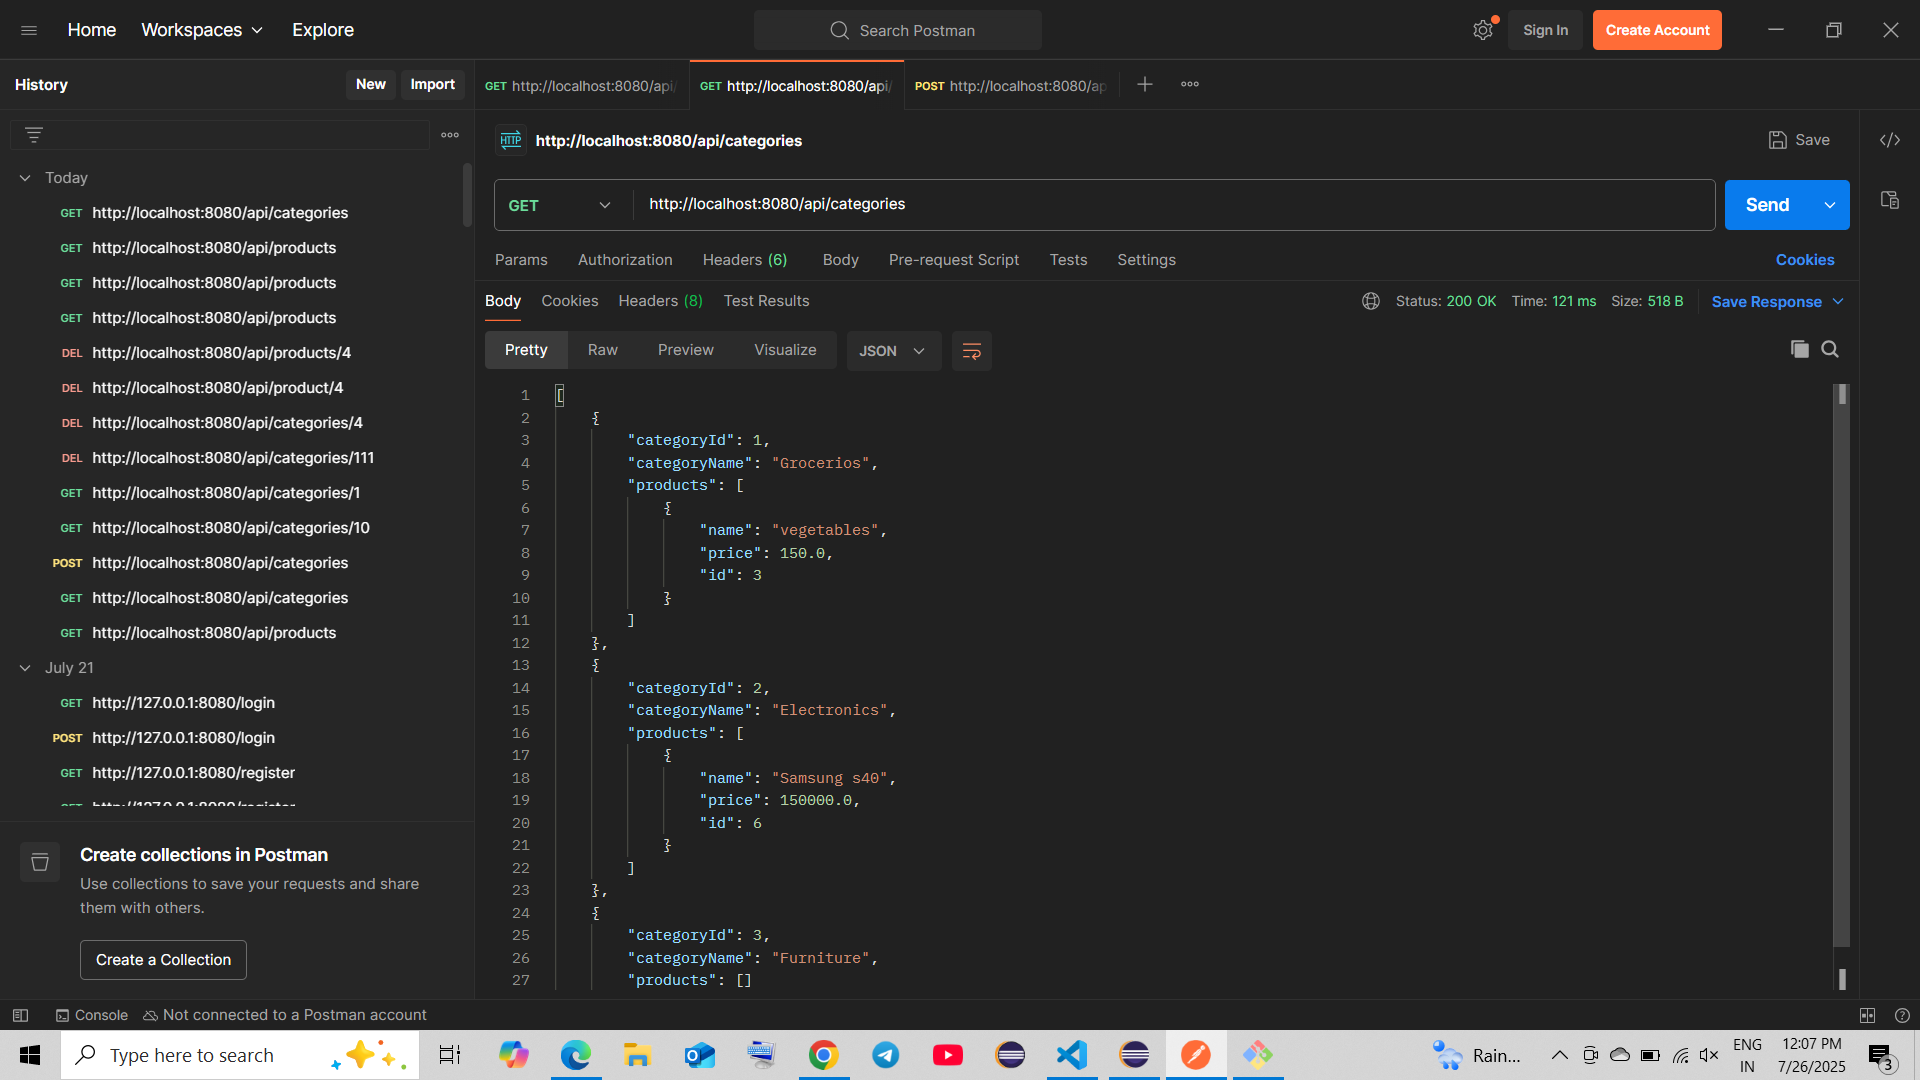 Home Workspaces Explore
Search Postman
Sign In Create Account
History New Import
GET http://localhost:8080/api/
GET http://localhost:8080/api/
POST http://localhost:8080/ap
HTTP http://localhost:8080/api/categories
Save
Today
GET http://localhost:8080/api/categories
GET http://localhost:8080/api/products
GET http://localhost:8080/api/products
GET http://localhost:8080/api/products
DEL http://localhost:8080/api/products/4
DEL http://localhost:8080/api/product/4
DEL http://localhost:8080/api/categories/4
DEL http://localhost:8080/api/categories/111
GET http://localhost:8080/api/categories/1
GET http://localhost:8080/api/categories/10
POST http://localhost:8080/api/categories
GET http://localhost:8080/api/categories
GET http://localhost:8080/api/products
July 21
GET http://127.0.0.1:8080/login
POST http://127.0.0.1:8080/login
GET http://127.0.0.1:8080/register
Create collections in Postman
Use collections to save your requests and share
them with others.
Create a Collection
GET http://localhost:8080/api/categories
Send
Params Authorization Headers (6) Body Pre-request Script Tests Settings
Cookies
Body Cookies Headers (8) Test Results
Status: 200 OK Time: 121 ms Size: 518 B Save Response
Pretty Raw Preview Visualize JSON
1 [
2 {
3 "categoryId": 1,
4 "categoryName": "Grocerios",
5 "products": [
6 {
7 "name": "vegetables",
8 "price": 150.0,
9 "id": 3
10 }
11 ]
12 },
13 {
14 "categoryId": 2,
15 "categoryName": "Electronics",
16 "products": [
17 {
18 "name": "Samsung s40",
19 "price": 150000.0,
20 "id": 6
21 }
22 ]
23 },
24 {
25 "categoryId": 3,
26 "categoryName": "Furniture",
27 "products": []
Console Not connected to a Postman account
Type here to search
Rain...
ENG
IN
12:07 PM
7/26/2025
3